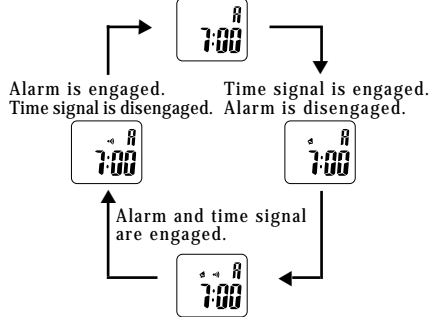 A
7:00
Alarm is engaged.
Time signal is disengaged.
Time signal is engaged.
Alarm is disengaged.
A
7:00
A
7:00
Alarm and time signal
are engaged.
A
7:00